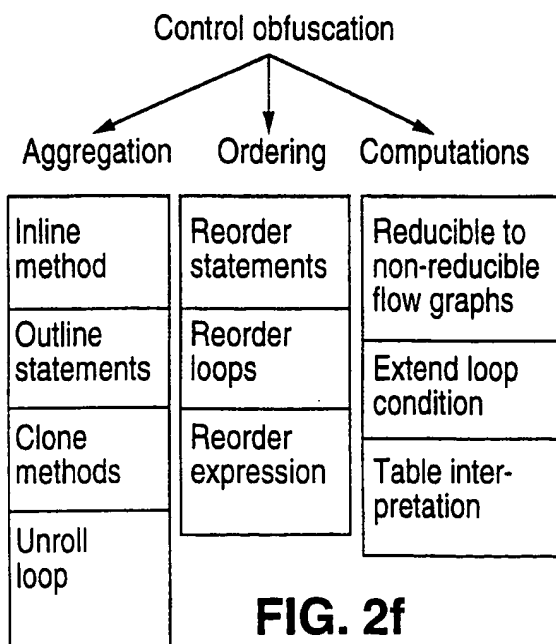 Control obfuscation
Aggregation
Ordering
Computations
Inline
method
Outline
statements
Clone
methods
Unroll
loop
Reorder
statements
Reorder
loops
Reorder
expression
Reducible to
non-reducible
flow graphs
Extend loop
condition
Table inter-
pretation
FIG. 2f